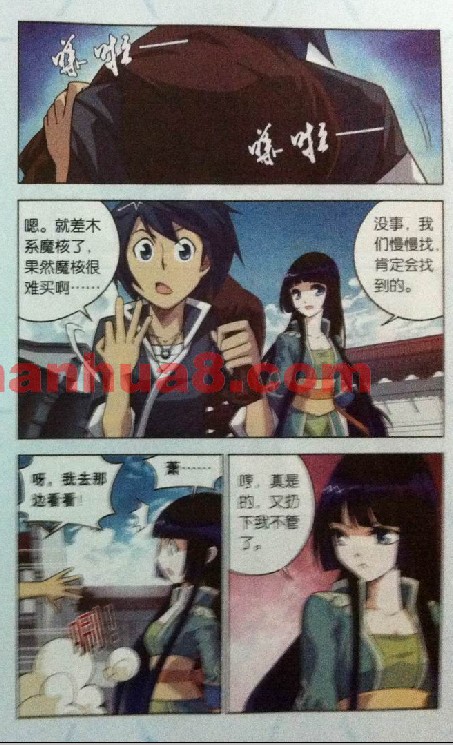 哗啦——
哗啦——
嗯。就差木
系魔核了，
果然魔核很
难买啊……
没事，我
们慢慢找，
肯定会找
到的。
manhua8.com
呀，我去那
边看看！
萧……
哼，真是
的，又扔
下我不管
了。